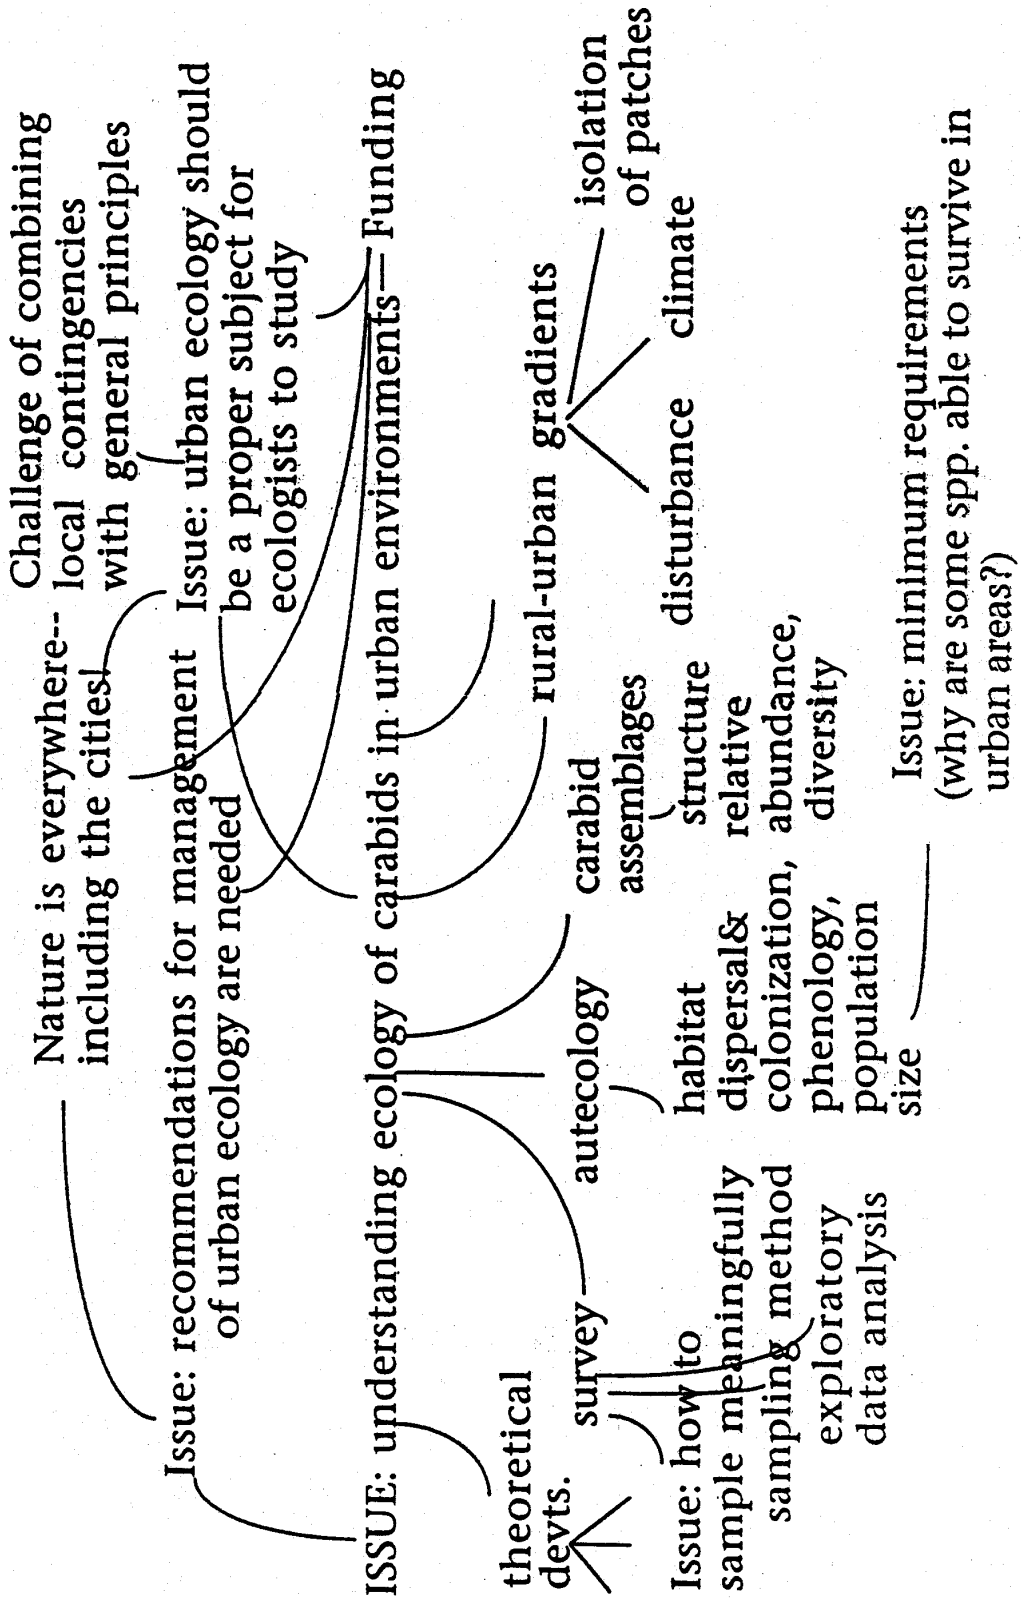 Challenge of combining
local contingencies
with general principles
Nature is everywhere--
including the cities!
Issue: urban ecology should
be a proper subject for
ecologists to study
Issue: recommendations for management
of urban ecology are needed
ISSUE: understanding ecology of carabids in urban environments—Funding
theoretical
devts.
rural-urban gradients
isolation
of patches
climate
disturbance
survey
autecology
carabid
assemblages
Issue: how to
sample meaningfully
sampling method
exploratory
data analysis
habitat
dispersal&
colonization,
phenology,
population
size
structure
relative
abundance,
diversity
Issue: minimum requirements
(why are some spp. able to survive in
urban areas?)